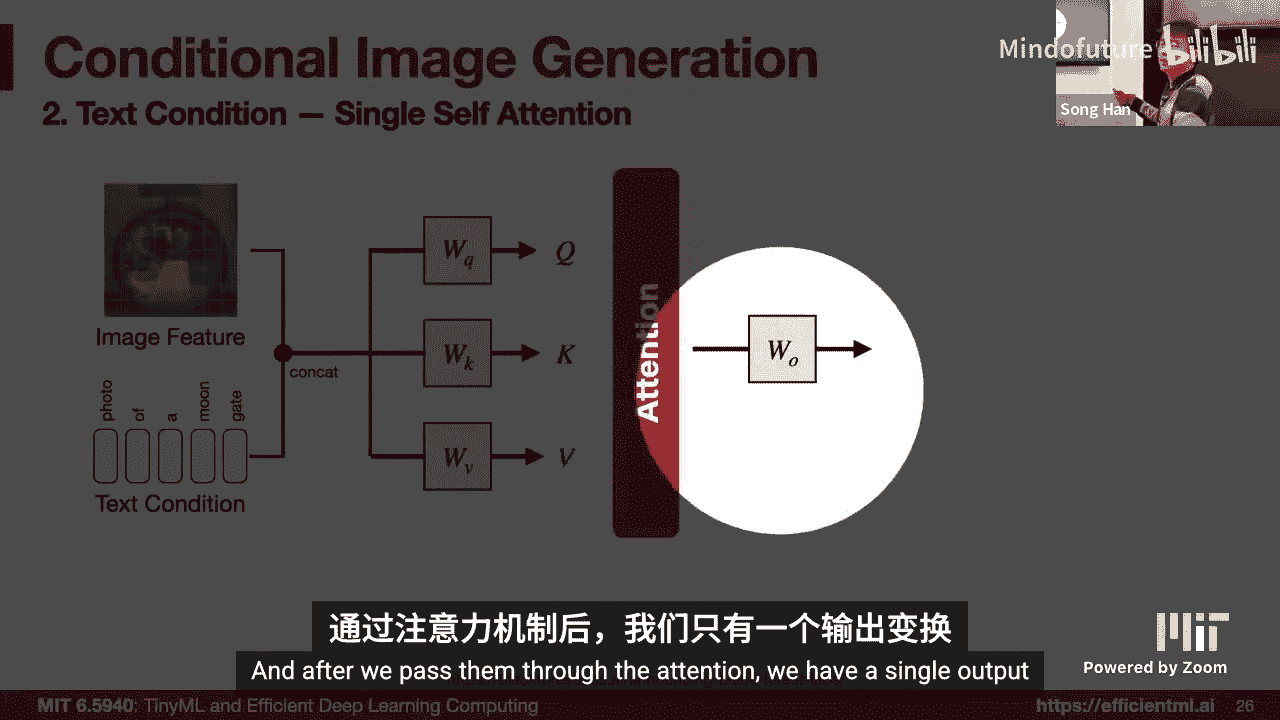 Conditional Image Generation
2. Text Condition — Single Self Attention
Mindofuture bilibili
Song Han
Image Feature
photo
of
a
moon
gate
Text Condition
concat
Wq
Q
Wk
K
Wv
V
Attention
Wo
通过注意力机制后，我们只有一个输出变换
And after we pass them through the attention, we have a single output
MIT
Powered by Zoom
MIT 6.5940: TinyML and Efficient Deep Learning Computing
https://efficientml.ai
26